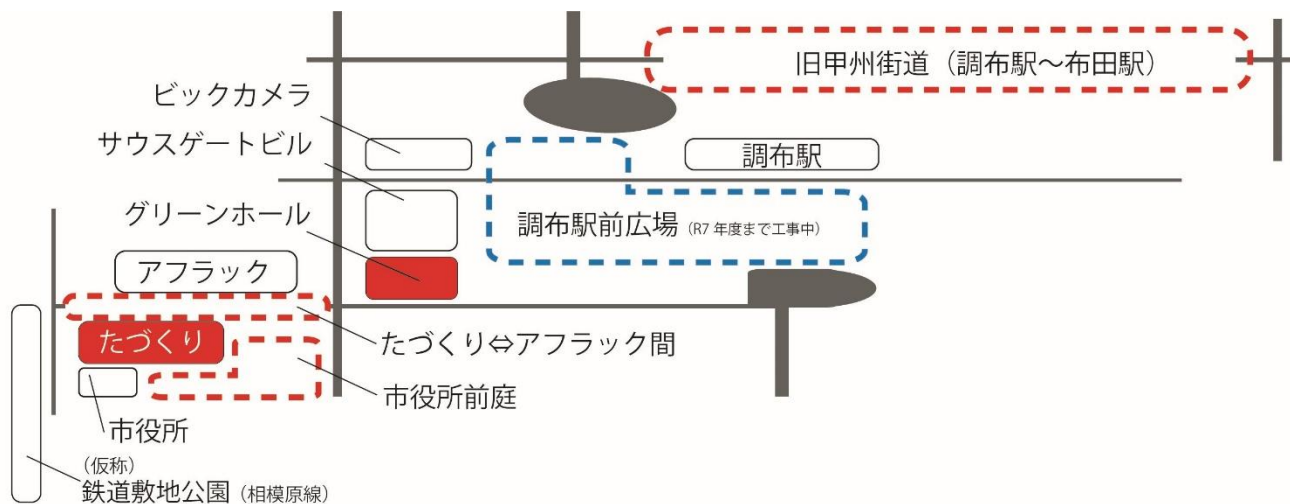 旧甲州街道（調布駅～布田駅）
ビックカメラ
サウスゲートビル
調布駅
グリーンホール
調布駅前広場（R7 年度まで工事中）
アフラック
たづくり
たづくり⇔アフラック間
市役所前庭
市役所
（仮称）
鉄道敷地公園（相模原線）